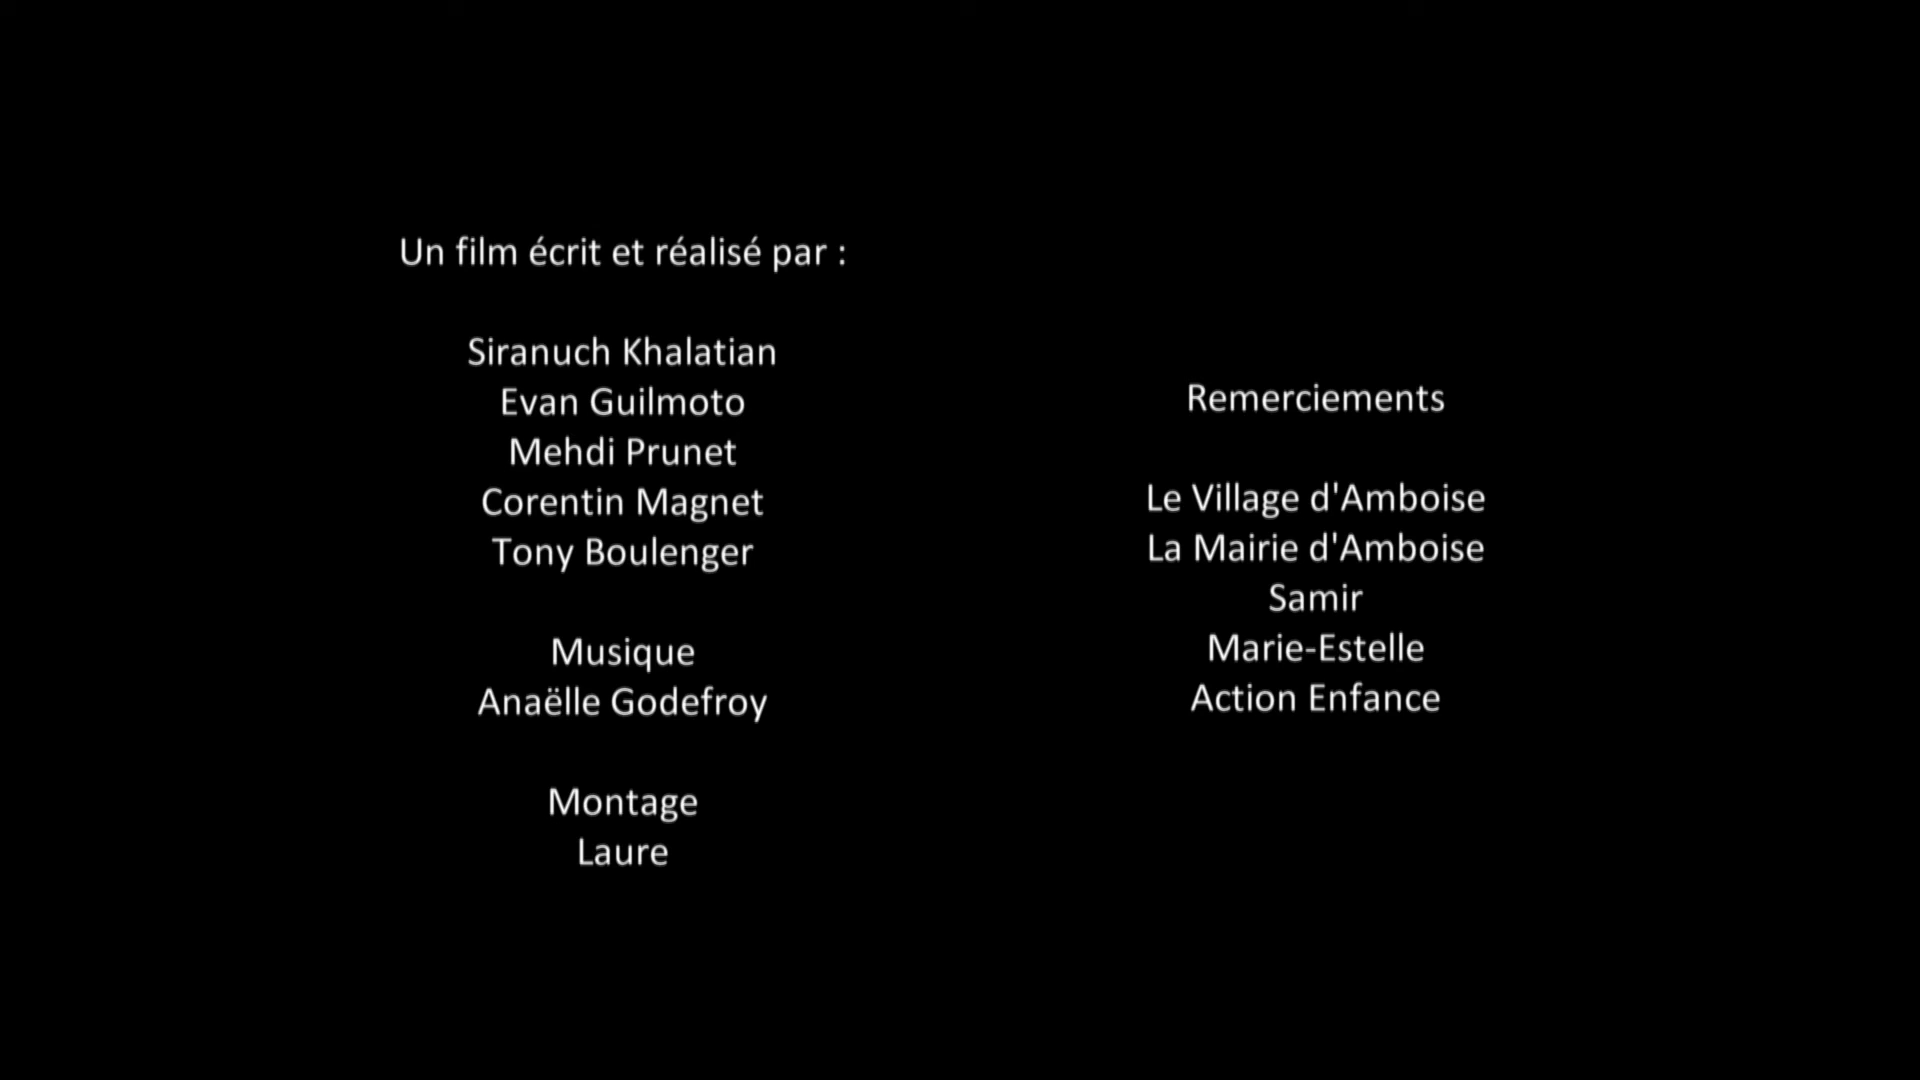 Un film écrit et réalisé par :
Siranuch Khalatian
Evan Guilmoto
Mehdi Prunet
Corentin Magnet
Tony Boulenger
Musique
Anaëlle Godefroy
Montage
Laure
Remerciements
Le Village d'Amboise
La Mairie d'Amboise
Samir
Marie-Estelle
Action Enfance